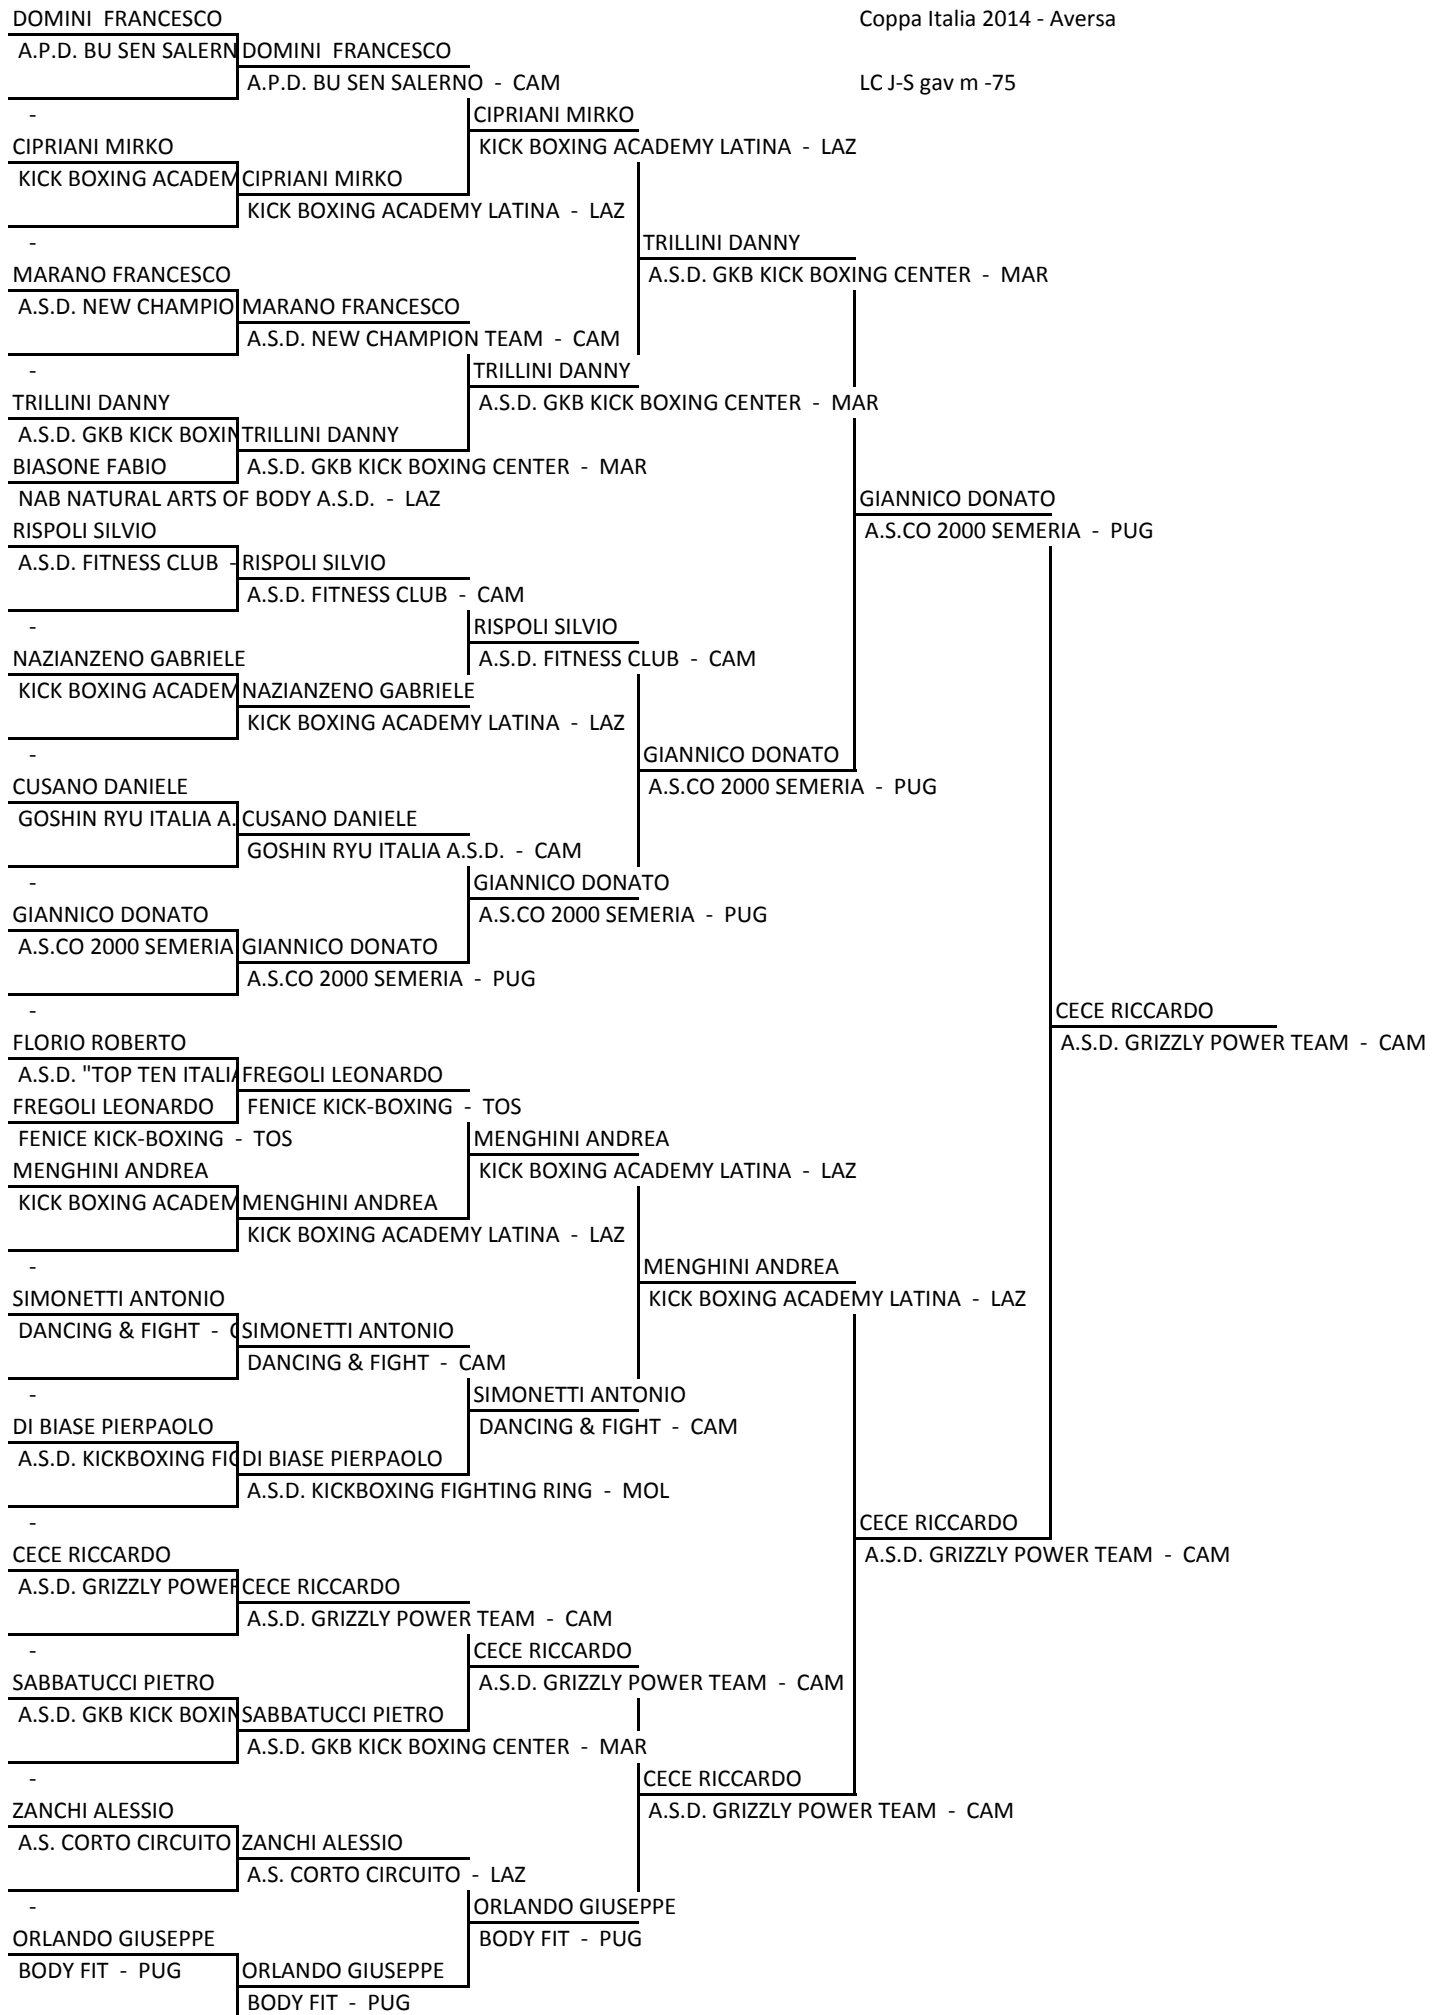 DOMINI  FRANCESCO
Coppa Italia 2014 - Aversa
A.P.D. BU SEN SALERN
DOMINI  FRANCESCO
A.P.D. BU SEN SALERNO  -  CAM
LC J-S gav m -75
-
CIPRIANI MIRKO
CIPRIANI MIRKO
KICK BOXING ACADEMY LATINA  -  LAZ
KICK BOXING ACADEM
CIPRIANI MIRKO
KICK BOXING ACADEMY LATINA  -  LAZ
-
TRILLINI DANNY
MARANO FRANCESCO
A.S.D. GKB KICK BOXING CENTER  -  MAR
A.S.D. NEW CHAMPIO
MARANO FRANCESCO
A.S.D. NEW CHAMPION TEAM  -  CAM
-
TRILLINI DANNY
TRILLINI DANNY
A.S.D. GKB KICK BOXING CENTER  -  MAR
A.S.D. GKB KICK BOXIN
TRILLINI DANNY
BIASONE FABIO
A.S.D. GKB KICK BOXING CENTER  -  MAR
NAB NATURAL ARTS OF BODY A.S.D.  -  LAZ
GIANNICO DONATO
RISPOLI SILVIO
A.S.CO 2000 SEMERIA  -  PUG
A.S.D. FITNESS CLUB  -
RISPOLI SILVIO
A.S.D. FITNESS CLUB  -  CAM
-
RISPOLI SILVIO
NAZIANZENO GABRIELE
A.S.D. FITNESS CLUB  -  CAM
KICK BOXING ACADEM
NAZIANZENO GABRIELE
KICK BOXING ACADEMY LATINA  -  LAZ
-
GIANNICO DONATO
CUSANO DANIELE
A.S.CO 2000 SEMERIA  -  PUG
GOSHIN RYU ITALIA A.
CUSANO DANIELE
GOSHIN RYU ITALIA A.S.D.  -  CAM
-
GIANNICO DONATO
GIANNICO DONATO
A.S.CO 2000 SEMERIA  -  PUG
A.S.CO 2000 SEMERIA
GIANNICO DONATO
A.S.CO 2000 SEMERIA  -  PUG
-
CECE RICCARDO
FLORIO ROBERTO
A.S.D. GRIZZLY POWER TEAM  -  CAM
A.S.D. "TOP TEN ITALIA
FREGOLI LEONARDO
FREGOLI LEONARDO
FENICE KICK-BOXING  -  TOS
FENICE KICK-BOXING  -  TOS
MENGHINI ANDREA
MENGHINI ANDREA
KICK BOXING ACADEMY LATINA  -  LAZ
KICK BOXING ACADEM
MENGHINI ANDREA
KICK BOXING ACADEMY LATINA  -  LAZ
-
MENGHINI ANDREA
SIMONETTI ANTONIO
KICK BOXING ACADEMY LATINA  -  LAZ
DANCING & FIGHT  -  C
SIMONETTI ANTONIO
DANCING & FIGHT  -  CAM
-
SIMONETTI ANTONIO
DI BIASE PIERPAOLO
DANCING & FIGHT  -  CAM
A.S.D. KICKBOXING FIG
DI BIASE PIERPAOLO
A.S.D. KICKBOXING FIGHTING RING  -  MOL
-
CECE RICCARDO
CECE RICCARDO
A.S.D. GRIZZLY POWER TEAM  -  CAM
A.S.D. GRIZZLY POWER
CECE RICCARDO
A.S.D. GRIZZLY POWER TEAM  -  CAM
-
CECE RICCARDO
SABBATUCCI PIETRO
A.S.D. GRIZZLY POWER TEAM  -  CAM
A.S.D. GKB KICK BOXIN
SABBATUCCI PIETRO
A.S.D. GKB KICK BOXING CENTER  -  MAR
-
CECE RICCARDO
ZANCHI ALESSIO
A.S.D. GRIZZLY POWER TEAM  -  CAM
A.S. CORTO CIRCUITO
ZANCHI ALESSIO
A.S. CORTO CIRCUITO  -  LAZ
-
ORLANDO GIUSEPPE
ORLANDO GIUSEPPE
BODY FIT  -  PUG
BODY FIT  -  PUG
ORLANDO GIUSEPPE
BODY FIT  -  PUG